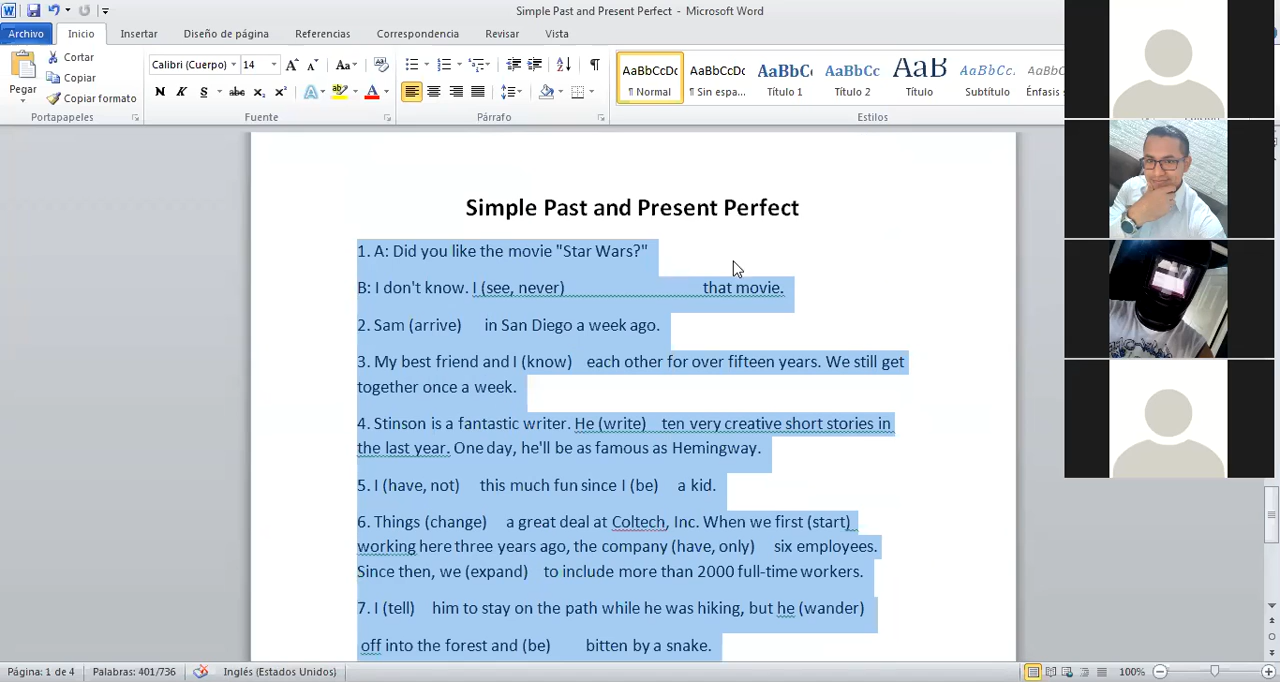 Simple Past and Present Perfect - Microsoft Word
Archivo Inicio Insertar Diseño de página Referencias Correspondencia Revisar Vista
Pegar
Cortar
Copiar
Copiar formato
Portapapeles
Calibri (Cuerpo) 14
Fuente
Párrafo
AaBbCcDc AaBbCcDc AaBbC AaBbCc AaB AaBbCc AaBbCc
¶ Normal ¶ Sin espa... Título 1 Título 2 Título Subtítulo Énfasis
Estilos
Simple Past and Present Perfect
1. A: Did you like the movie "Star Wars?"
B: I don't know. I (see, never) that movie.
2. Sam (arrive) in San Diego a week ago.
3. My best friend and I (know) each other for over fifteen years. We still get
together once a week.
4. Stinson is a fantastic writer. He (write) ten very creative short stories in
the last year. One day, he'll be as famous as Hemingway.
5. I (have, not) this much fun since I (be) a kid.
6. Things (change) a great deal at Coltech, Inc. When we first (start)
working here three years ago, the company (have, only) six employees.
Since then, we (expand) to include more than 2000 full-time workers.
7. I (tell) him to stay on the path while he was hiking, but he (wander)
off into the forest and (be) bitten by a snake.
Página: 1 de 4 Palabras: 401/736 Inglés (Estados Unidos) 100%